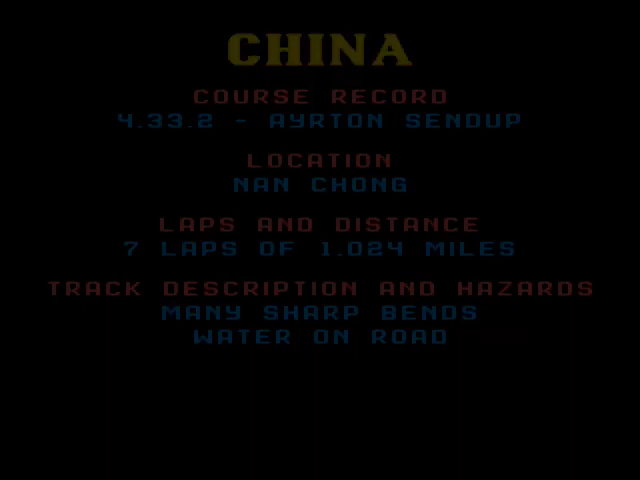 CHINA
COURSE RECORD
4.33.2 - AYRTON SENDUP
LOCATION
NAN CHONG
LAPS AND DISTANCE
7 LAPS OF 1.024 MILES
TRACK DESCRIPTION AND HAZARDS
MANY SHARP BENDS
WATER ON ROAD